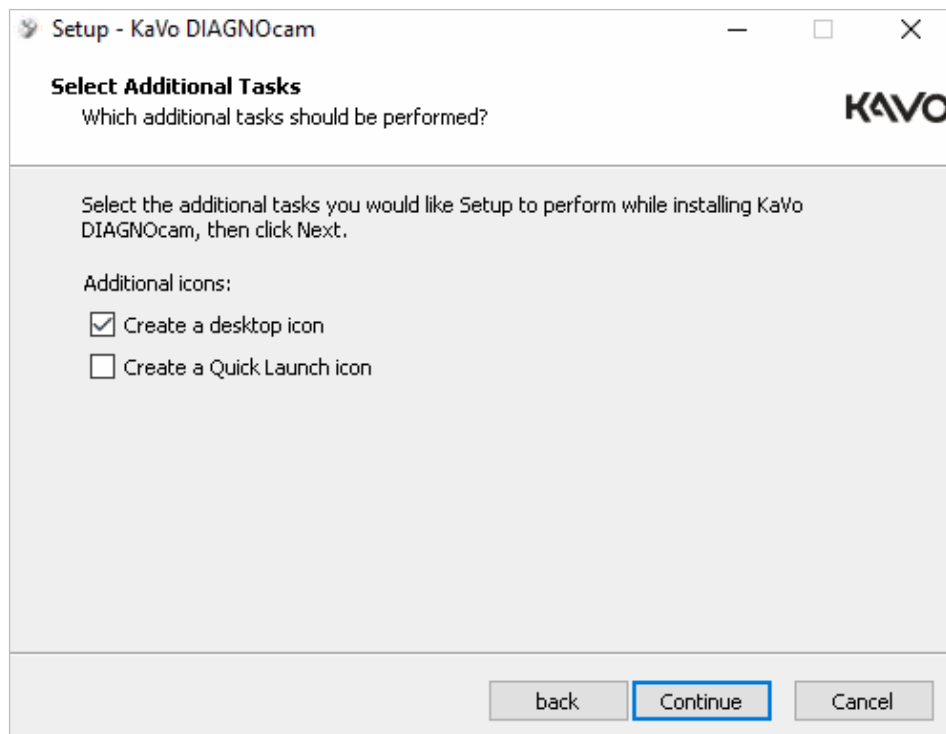 Setup - KaVo DIAGNOcam
Select Additional Tasks
Which additional tasks should be performed?
KAVO
Select the additional tasks you would like Setup to perform while installing KaVo
DIAGNOcam, then click Next.
Additional icons:
Create a desktop icon
Create a Quick Launch icon
back Continue Cancel